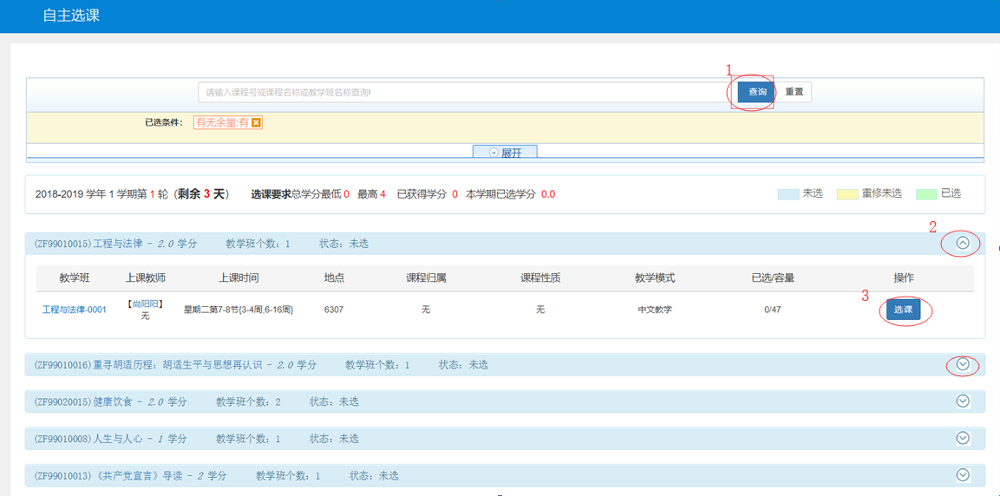 自主选课
1
请输入课程号或课程名称或教学班名称查询! 查询 重置
已选条件： 有无余量:有
展开
2018-2019 学年 1 学期第 1 轮（剩余 3 天） 选课要求总学分最低 0 最高 4 已获得学分 0 本学期已选学分 0.0 未选 重修未选 已选
2
(ZF99010015)工程与法律 - 2.0 学分 教学班个数：1 状态：未选
教学班 上课教师 上课时间 地点 课程归属 课程性质 教学模式 已选/容量 操作
3
工程与法律-0001 【尚阳阳】 星期二第7-8节{3-4周,6-16周} 6307 无 无 中文教学 0/47 选课
无
(ZF99010016)重寻胡适历程：胡适生平与思想再认识 - 2.0 学分 教学班个数：1 状态：未选
(ZF99020015)健康饮食 - 2.0 学分 教学班个数：2 状态：未选
(ZF99010008)人生与人心 - 1 学分 教学班个数：1 状态：未选
(ZF99010013)《共产党宣言》导读 - 2 学分 教学班个数：1 状态：未选